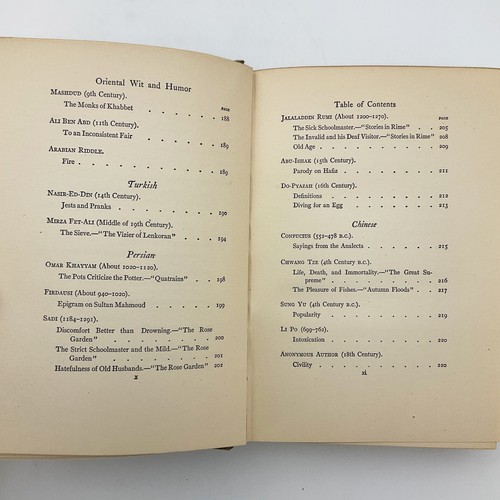 Oriental Wit and Humor
MASHDUD (9th Century). PAGE
The Monks of Khabbet . . . . . . 188
ALI BEN ABD (11th Century).
To an Inconsistent Fair . . . . . . 189
ARABIAN RIDDLE.
Fire . . . . . . . . . . 189
Turkish
NASIR-ED-DIN (14th Century).
Jests and Pranks . . . . . . . 190
MIRZA FET-ALI (Middle of 19th Century).
The Sieve.—"The Vizier of Lenkoran" . . . 194
Persian
OMAR KHAYYAM (About 1020–1120).
The Pots Criticize the Potter.—"Quatrains" . . 198
FIRDAUSI (About 940–1020).
Epigram on Sultan Mahmoud . . . . 199
SADI (1184–1291).
Discomfort Better than Drowning.—"The Rose
Garden" . . . . . . . . 200
The Strict Schoolmaster and the Mild.—"The Rose
Garden" . . . . . . . . 201
Hatefulness of Old Husbands.—"The Rose Garden" 202
x
Table of Contents
JALALADDIN RUMI (About 1200–1270). PAGE
The Sick Schoolmaster.—"Stories in Rime" . . 205
The Invalid and his Deaf Visitor.—"Stories in Rime" 208
Old Age . . . . . . . . . 209
ABU-ISHAK (15th Century).
Parody on Hafiz . . . . . . . 211
DO-PYAZAH (16th Century).
Definitions . . . . . . . . 212
Diving for an Egg . . . . . . . 213
Chinese
CONFUCIUS (551–478 B.C.).
Sayings from the Analects . . . . . 215
CHWANG TZE (4th Century B.C.).
Life, Death, and Immortality.—"The Great Su-
preme" . . . . . . . . 216
The Pleasure of Fishes.—"Autumn Floods" . . 217
SUNG YU (4th Century B.C.).
Popularity . . . . . . . . 219
LI PO (699–762).
Intoxication . . . . . . . . 220
ANONYMOUS AUTHOR (18th Century).
Civility . . . . . . . . . 220
xi